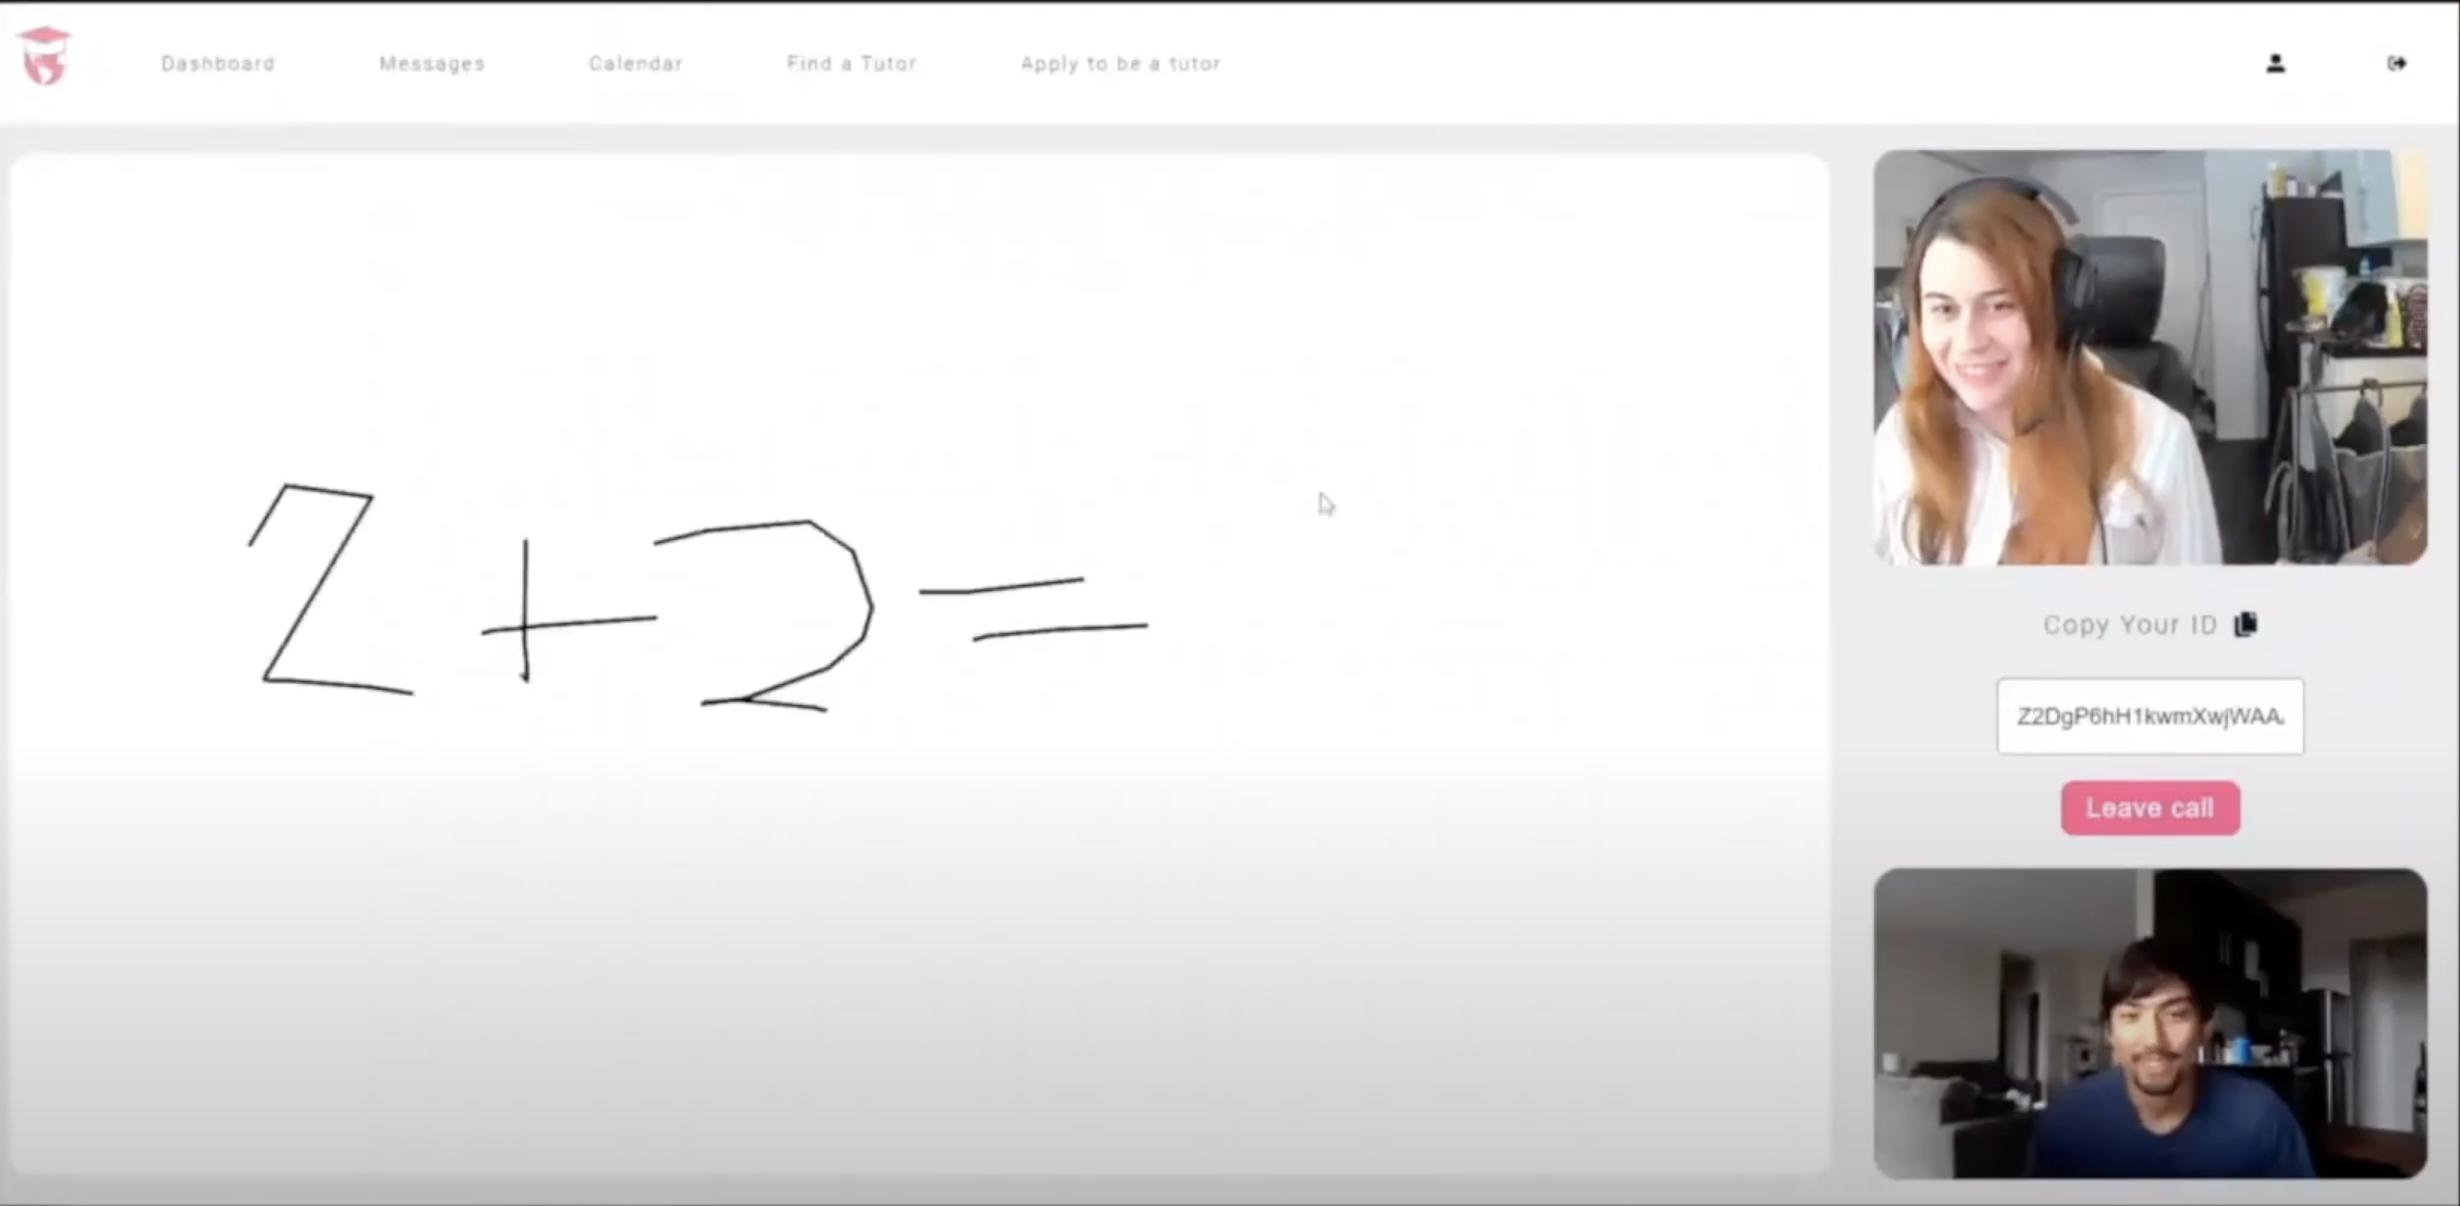 Dashboard Messages Calendar Find a Tutor Apply to be a tutor
2+2=
Copy Your ID
Z2DgP6hH1kwmXwjWAA
Leave call